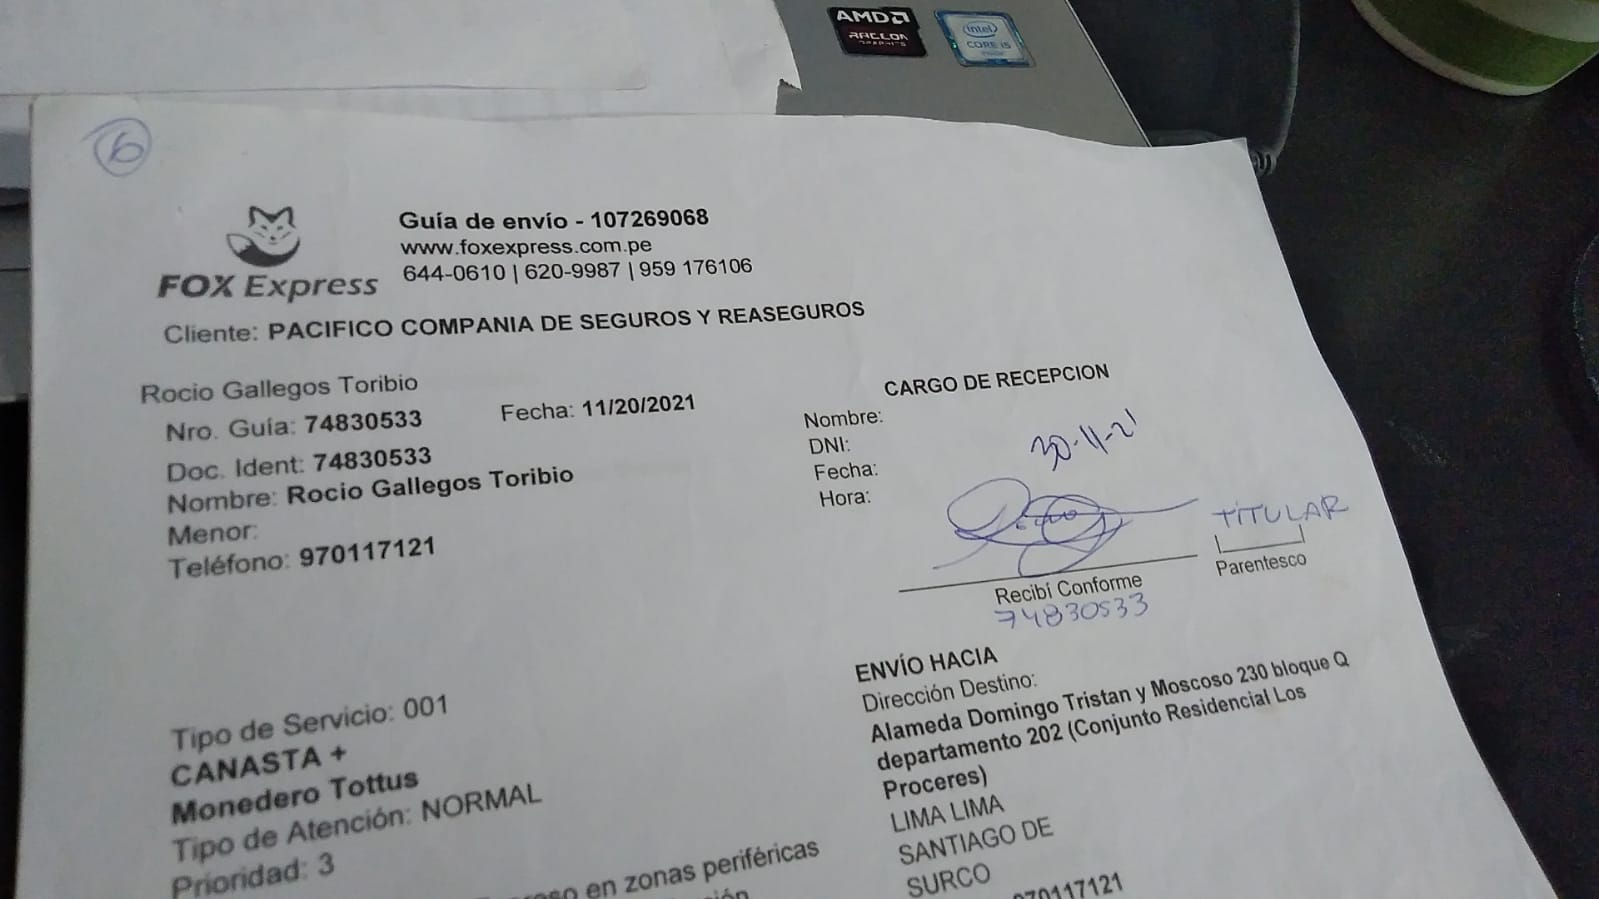 AMD
intel
CORE i5
6
FOX Express
Guía de envío - 107269068
www.foxexpress.com.pe
644-0610 | 620-9987 | 959 176106
Cliente: PACIFICO COMPANIA DE SEGUROS Y REASEGUROS
Rocio Gallegos Toribio
Nro. Guía: 74830533
Fecha: 11/20/2021
Doc. Ident: 74830533
Nombre: Rocio Gallegos Toribio
Menor:
Teléfono: 970117121
CARGO DE RECEPCION
Nombre:
DNI:
Fecha:
30-11-21
Hora:
TITULAR
Recibí Conforme
Parentesco
74830533
Tipo de Servicio: 001
CANASTA +
Monedero Tottus
Tipo de Atención: NORMAL
Prioridad: 3
en zonas periféricas
ENVÍO HACIA
Dirección Destino:
Alameda Domingo Tristan y Moscoso 230 bloque Q
departamento 202 (Conjunto Residencial Los
Proceres)
LIMA LIMA
SANTIAGO DE
SURCO
970117121